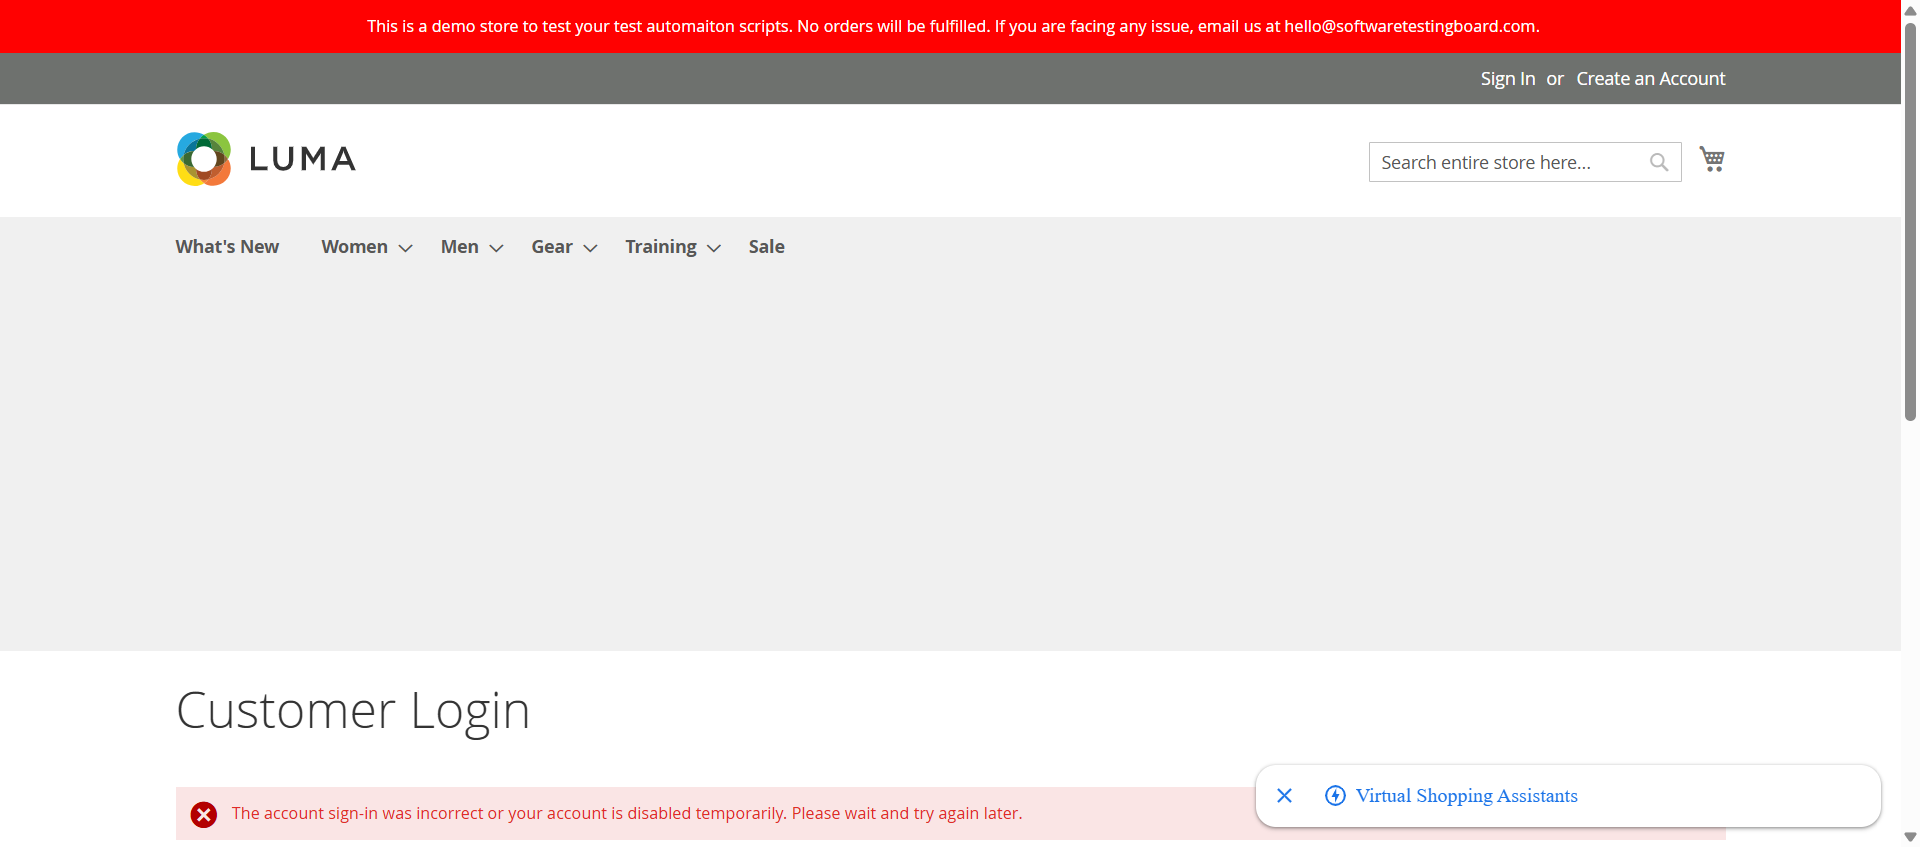 This is a demo store to test your test automaiton scripts. No orders will be fulfilled. If you are facing any issue, email us at hello@softwaretestingboard.com.
Sign In or Create an Account
LUMA
Search entire store here...
What's New Women Men Gear Training Sale
Customer Login
The account sign-in was incorrect or your account is disabled temporarily. Please wait and try again later.
Virtual Shopping Assistants